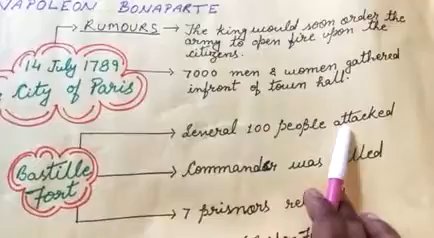 NAPOLEON BONAPARTE
RUMOURS → The king would soon order the
army to open fire upon the
citizens.
14 July 1789
City of Paris
→ 7000 men & women gathered
infront of town hall.
→ Several 100 people attacked
Bastille
Fort
→ Commander was
→ 7 prisnors